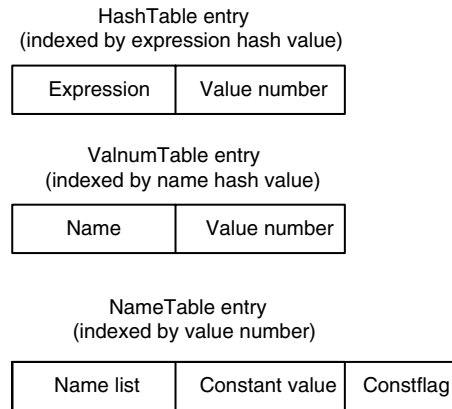 HashTable entry
(indexed by expression hash value)
Expression Value number
ValnumTable entry
(indexed by name hash value)
Name Value number
NameTable entry
(indexed by value number)
Name list Constant value Constflag